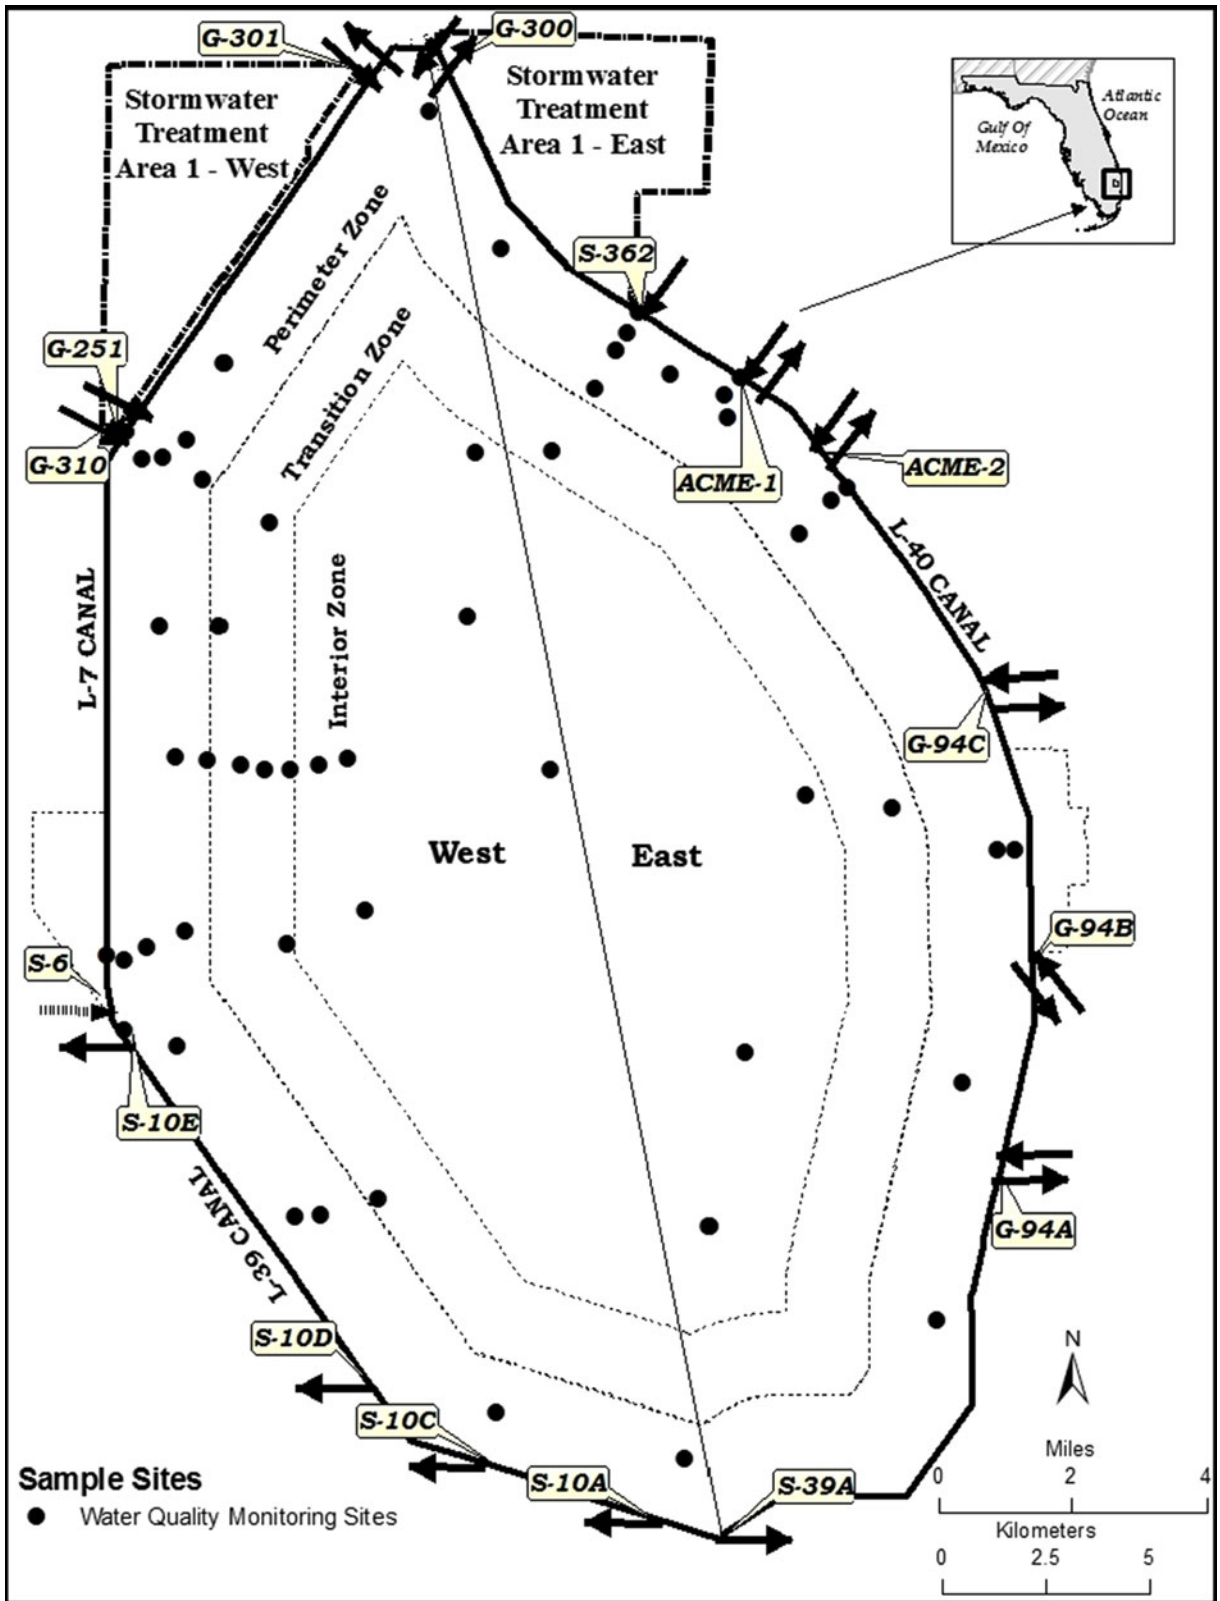 G-301
G-300
Stormwater
Treatment
Area 1 - West
Stormwater
Treatment
Area 1 - East
Atlantic
Ocean
Gulf Of
Mexico
b
Perimeter Zone
S-362
Transition Zone
G-251
G-310
ACME-1
ACME-2
L-40 CANAL
L-7 CANAL
Interior Zone
G-94C
West
East
G-94B
S-6
S-10E
L-39 CANAL
G-94A
S-10D
S-10C
S-10A
S-39A
N
Miles
0 2 4
Kilometers
0 2.5 5
Sample Sites
Water Quality Monitoring Sites